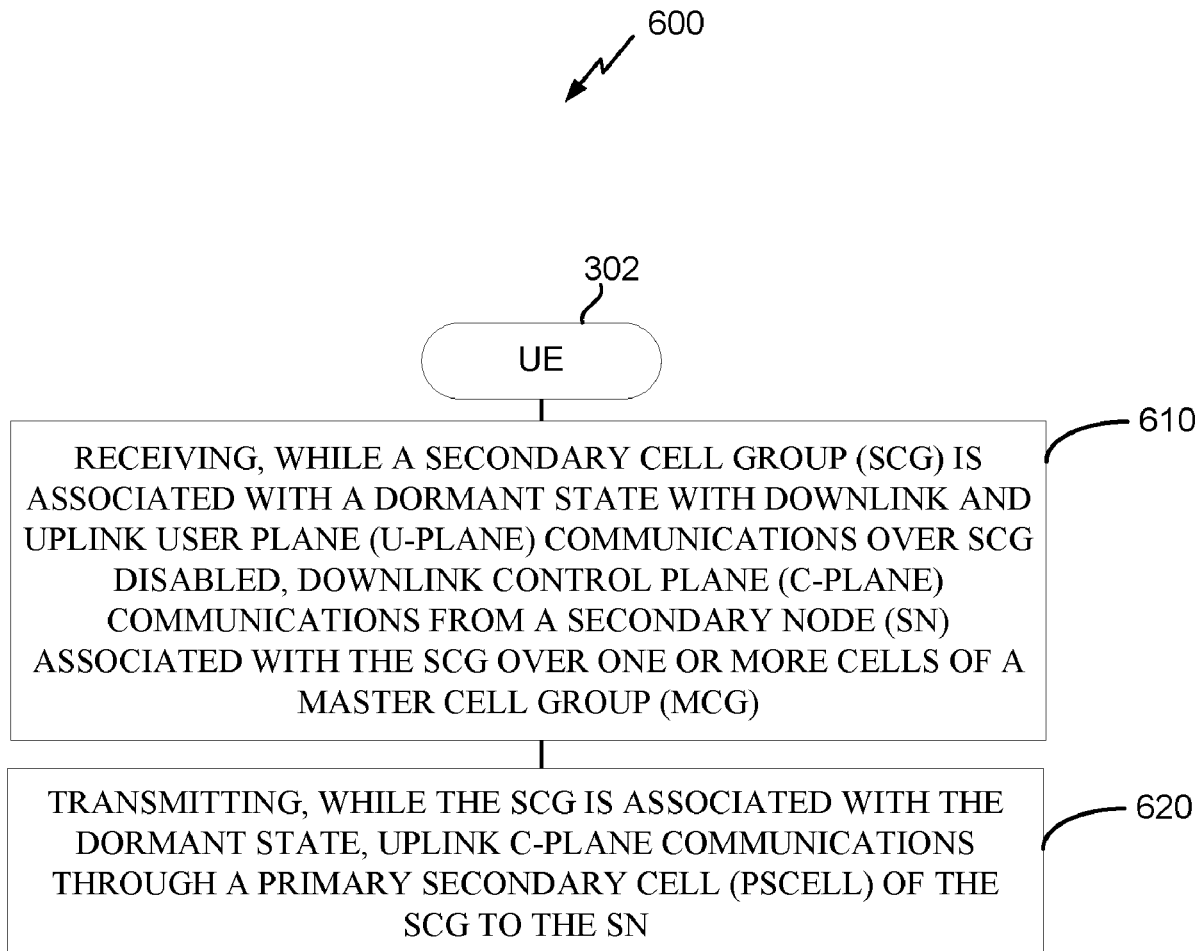 600
302
UE
610
RECEIVING, WHILE A SECONDARY CELL GROUP (SCG) IS
ASSOCIATED WITH A DORMANT STATE WITH DOWNLINK AND
UPLINK USER PLANE (U-PLANE) COMMUNICATIONS OVER SCG
DISABLED, DOWNLINK CONTROL PLANE (C-PLANE)
COMMUNICATIONS FROM A SECONDARY NODE (SN)
ASSOCIATED WITH THE SCG OVER ONE OR MORE CELLS OF A
MASTER CELL GROUP (MCG)
620
TRANSMITTING, WHILE THE SCG IS ASSOCIATED WITH THE
DORMANT STATE, UPLINK C-PLANE COMMUNICATIONS
THROUGH A PRIMARY SECONDARY CELL (PSCELL) OF THE
SCG TO THE SN